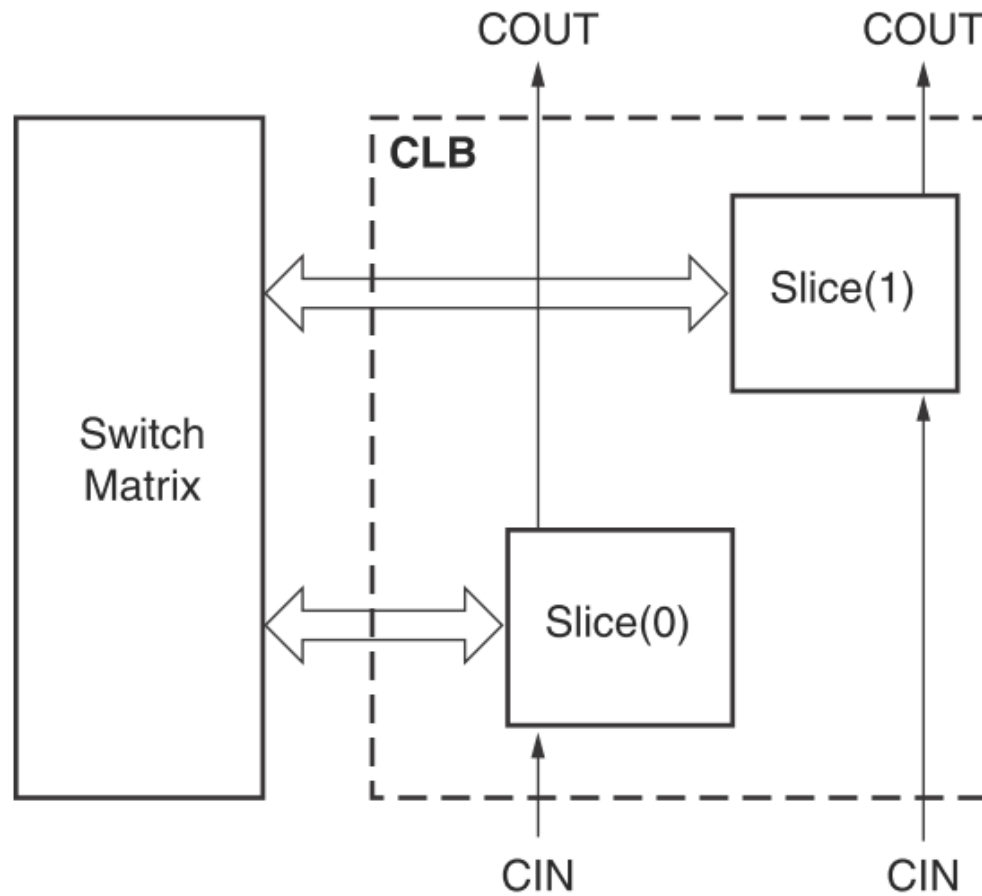 COUT
COUT
CLB
Slice(1)
Switch
Matrix
Slice(0)
CIN
CIN